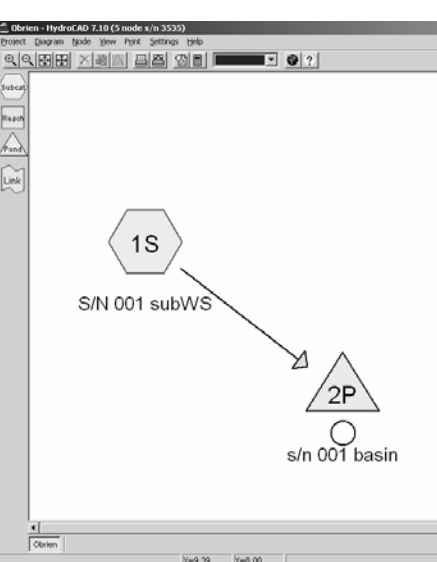 Obrien - HydroCAD 7.10 (5 node s/n 3535)
Project Diagram Node View Print Settings Help
Subcat
Reach
Pond
Link
1S
S/N 001 subWS
2P
s/n 001 basin
Obrien